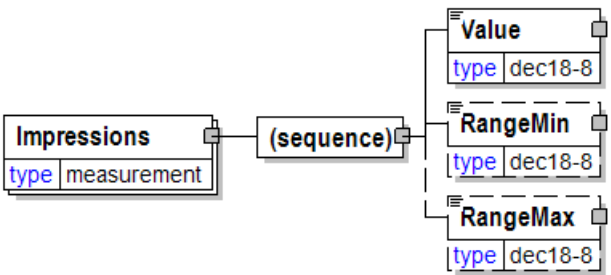 Value
type dec18-8
Impressions
type measurement
(sequence)
RangeMin
type dec18-8
RangeMax
type dec18-8